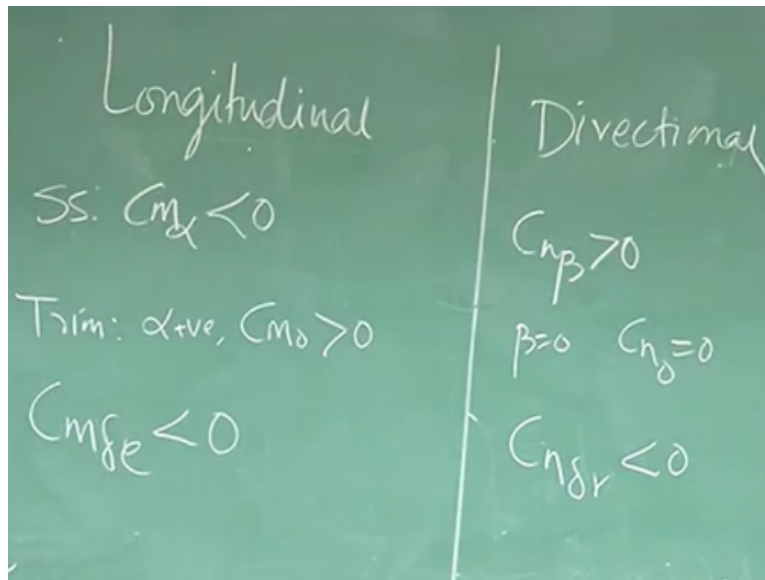 Longitudinal
SS: Cmα<0
Trim: α+ve, Cm₀>0
Cmδe<0
Directional
Cnβ>0
β=0 Cn₀=0
Cnδr<0